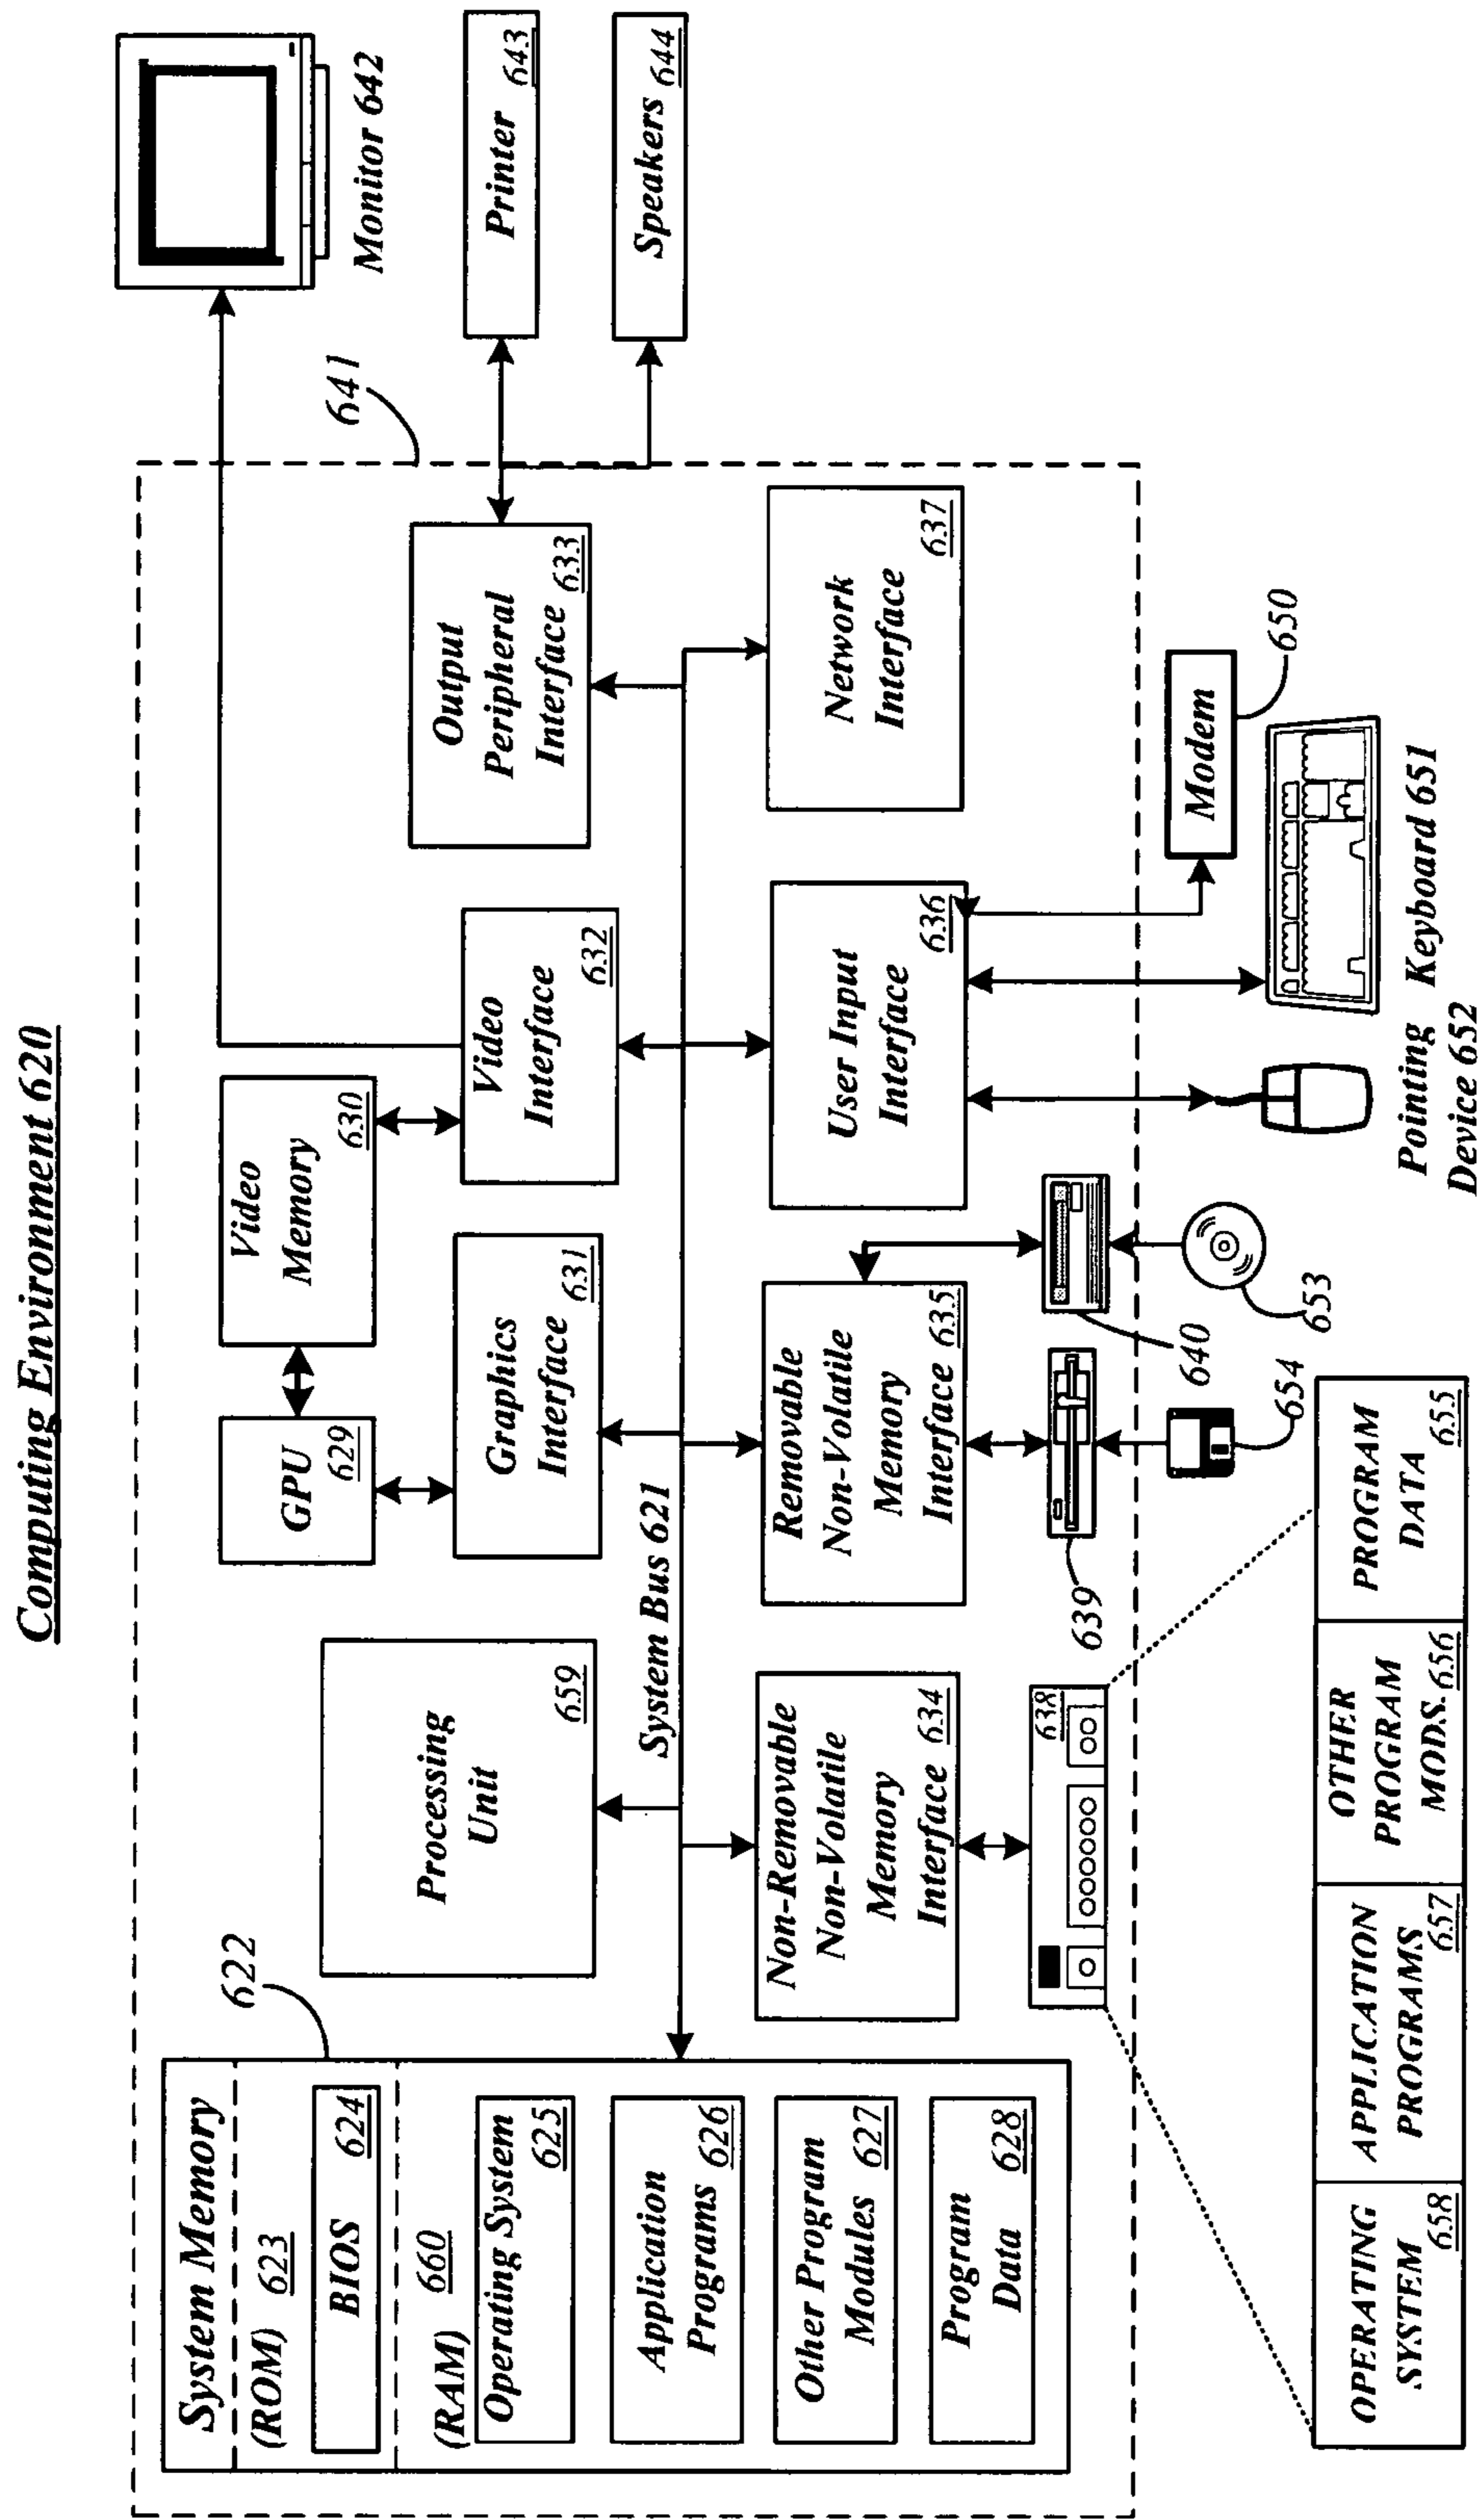 Computing Environment 620
System Memory
(ROM) 623
BIOS 624
(RAM) 660
Operating System
625
Application
Programs 626
Other Program
Modules 627
Program
Data 628
622
Processing
Unit
659
System Bus 621
GPU
629
Video
Memory
630
Graphics
Interface
631
Video
Interface
632
Output
Peripheral
Interface
633
641
Monitor 642
Printer
643
Speakers
644
Non-Removable
Non-Volatile
Memory
Interface
634
Removable
Non-Volatile
Memory
Interface
635
User Input
Interface
636
Network
Interface
637
638
639
640
654
653
Modem
650
Pointing
Device 652
Keyboard 651
OPERATING
SYSTEM
658
APPLICATION
PROGRAMS
657
OTHER
PROGRAM
MODS.
656
PROGRAM
DATA
655